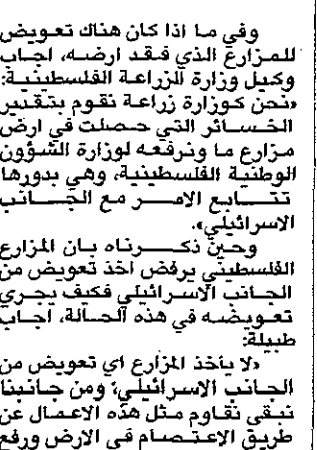 وفي ما اذا كان هناك تعويض
للمزارع الذي فقد ارضه، اجاب
وكيل وزارة الزراعة الفلسطينية:
«نحن كوزارة زراعة نقوم بتقدير
الخسائر التي حصلت في ارض
مزارع ما ونرفعه لوزارة الشؤون
الوطنية الفلسطينية، وهي بدورها
تتابع الامر مع الجانب
الاسرائيلي».
وحين ذكرناه بان المزارع
الفلسطيني يرفض اخذ تعويض من
الجانب الاسرائيلي فكيف يجري
تعويضه في هذه الحالة، اجاب
طبيلة:
«لا ياخذ المزارع اي تعويض من
الجانب الاسرائيلي؛ ومن جانبنا
نبقى نقاوم مثل هذه الاعمال عن
طريق الاعتصام في الارض ورفع